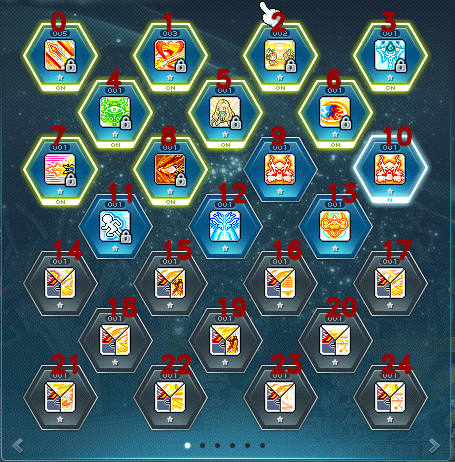 0 1 2 3
005 003 002 001
ON ON ON ON
4 5 6
001 001 001
ON ON ON
7 8 9 10
001 001 001 001
ON ON N
11 12 13
001 001 001
14 15 16 17
001 001 001 001
18 19 20
001 001 001
21 22 23 24
001 001 001 001